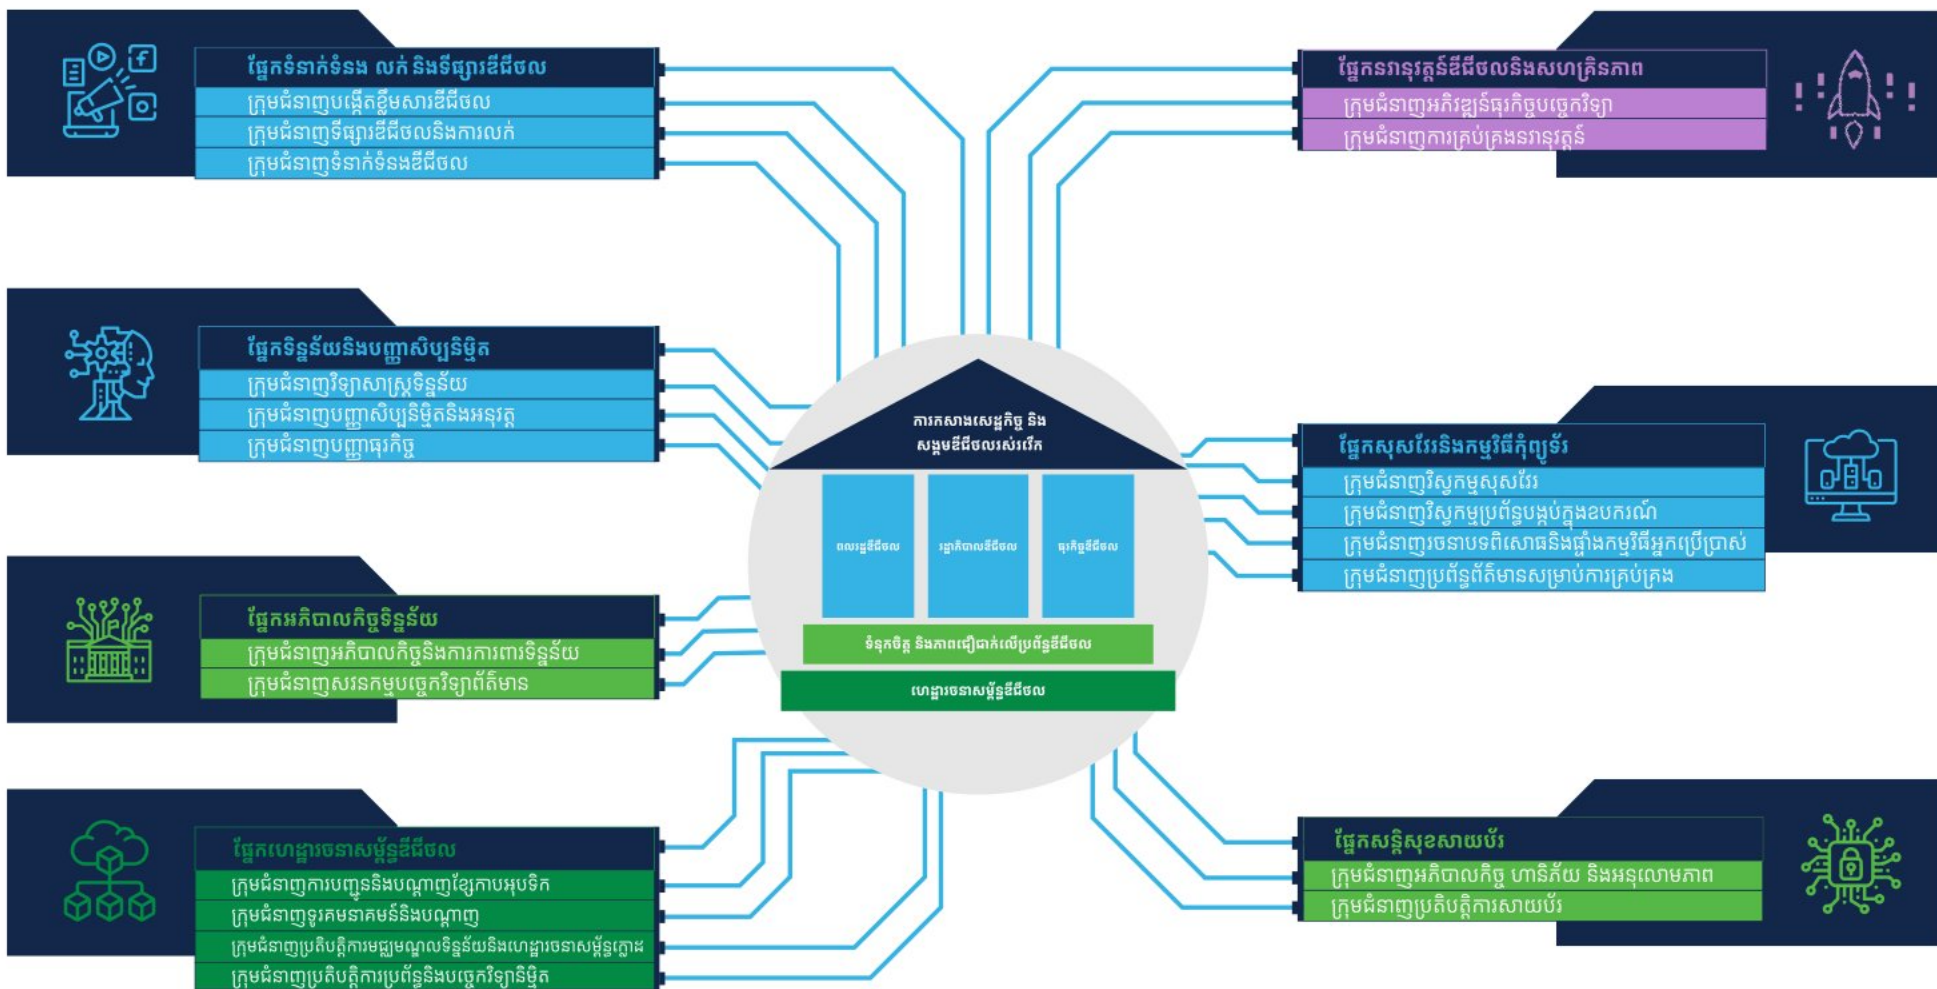 ផ្នែកទំនាក់ទំនង លក់ និងទីផ្សារឌីជីថល
ក្រុមជំនាញបង្កើតខ្លឹមសារឌីជីថល
ក្រុមជំនាញទីផ្សារឌីជីថលនិងការលក់
ក្រុមជំនាញទំនាក់ទំនងឌីជីថល
ផ្នែកនវានុវត្តន៍ឌីជីថលនិងសហគ្រិនភាព
ក្រុមជំនាញអភិវឌ្ឍន៍ធុរកិច្ចបច្ចេកវិទ្យា
ក្រុមជំនាញការគ្រប់គ្រងនវានុវត្តន៍
ផ្នែកទិន្នន័យនិងបញ្ញាសិប្បនិម្មិត
ក្រុមជំនាញវិទ្យាសាស្ត្រទិន្នន័យ
ក្រុមជំនាញបញ្ញាសិប្បនិម្មិតនិងអនុវត្ត
ក្រុមជំនាញបញ្ញាធុរកិច្ច
ការកសាងសេដ្ឋកិច្ច និង
សង្គមឌីជីថលរស់រវើក
ពលរដ្ឋឌីជីថល
រដ្ឋាភិបាលឌីជីថល
ធុរកិច្ចឌីជីថល
ទំនុកចិត្ត និងភាពជឿជាក់លើប្រព័ន្ធឌីជីថល
ហេដ្ឋារចនាសម្ព័ន្ធឌីជីថល
ផ្នែកសុសវែរនិងកម្មវិធីកុំព្យូទ័រ
ក្រុមជំនាញវិស្វកម្មសុសវែរ
ក្រុមជំនាញវិស្វកម្មប្រព័ន្ធបង្កប់ក្នុងឧបករណ៍
ក្រុមជំនាញរចនាបទពិសោធនិងផ្ទាំងកម្មវិធីអ្នកប្រើប្រាស់
ក្រុមជំនាញប្រព័ន្ធព័ត៌មានសម្រាប់ការគ្រប់គ្រង
ផ្នែកអភិបាលកិច្ចទិន្នន័យ
ក្រុមជំនាញអភិបាលកិច្ចនិងការការពារទិន្នន័យ
ក្រុមជំនាញសវនកម្មបច្ចេកវិទ្យាព័ត៌មាន
ផ្នែកហេដ្ឋារចនាសម្ព័ន្ធឌីជីថល
ក្រុមជំនាញការបញ្ជូននិងបណ្តាញខ្សែកាបអុបទិក
ក្រុមជំនាញទូរគមនាគមន៍និងបណ្តាញ
ក្រុមជំនាញប្រតិបត្តិការមជ្ឈមណ្ឌលទិន្នន័យនិងហេដ្ឋារចនាសម្ព័ន្ធក្លោដ
ក្រុមជំនាញប្រតិបត្តិការប្រព័ន្ធនិងបច្ចេកវិទ្យានិម្មិត
ផ្នែកសន្តិសុខសាយប័រ
ក្រុមជំនាញអភិបាលកិច្ច ហានិភ័យ និងអនុលោមភាព
ក្រុមជំនាញប្រតិបត្តិការសាយប័រ